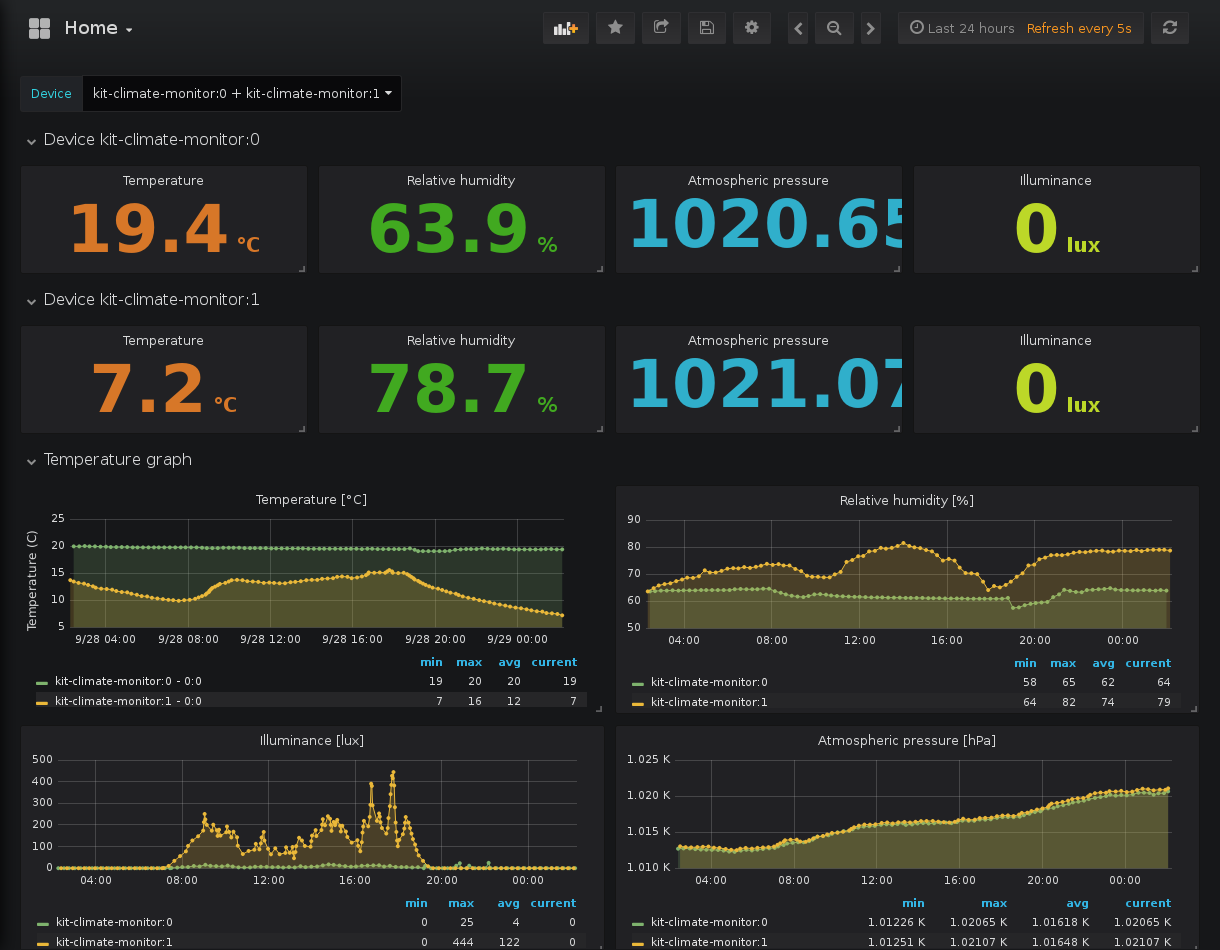 Home
Last 24 hours Refresh every 5s
Device kit-climate-monitor:0 + kit-climate-monitor:1
Device kit-climate-monitor:0
Temperature Relative humidity Atmospheric pressure Illuminance
19.4 °C 63.9 % 1020.65 0 lux
Device kit-climate-monitor:1
Temperature Relative humidity Atmospheric pressure Illuminance
7.2 °C 78.7 % 1021.07 0 lux
Temperature graph
Temperature [°C]
Temperature (C)
25
20
15
10
5
9/28 04:00 9/28 08:00 9/28 12:00 9/28 16:00 9/28 20:00 9/29 00:00
min max avg current
kit-climate-monitor:0 - 0:0 19 20 20 19
kit-climate-monitor:1 - 0:0 7 16 12 7
Relative humidity [%]
90
80
70
60
50
04:00 08:00 12:00 16:00 20:00 00:00
min max avg current
kit-climate-monitor:0 58 65 62 64
kit-climate-monitor:1 64 82 74 79
Illuminance [lux]
500
400
300
200
100
0
04:00 08:00 12:00 16:00 20:00 00:00
min max avg current
kit-climate-monitor:0 0 25 4 0
kit-climate-monitor:1 0 444 122 0
Atmospheric pressure [hPa]
1.025 K
1.020 K
1.015 K
1.010 K
04:00 08:00 12:00 16:00 20:00 00:00
min max avg current
kit-climate-monitor:0 1.01226 K 1.02065 K 1.01618 K 1.02065 K
kit-climate-monitor:1 1.01251 K 1.02107 K 1.01648 K 1.02107 K